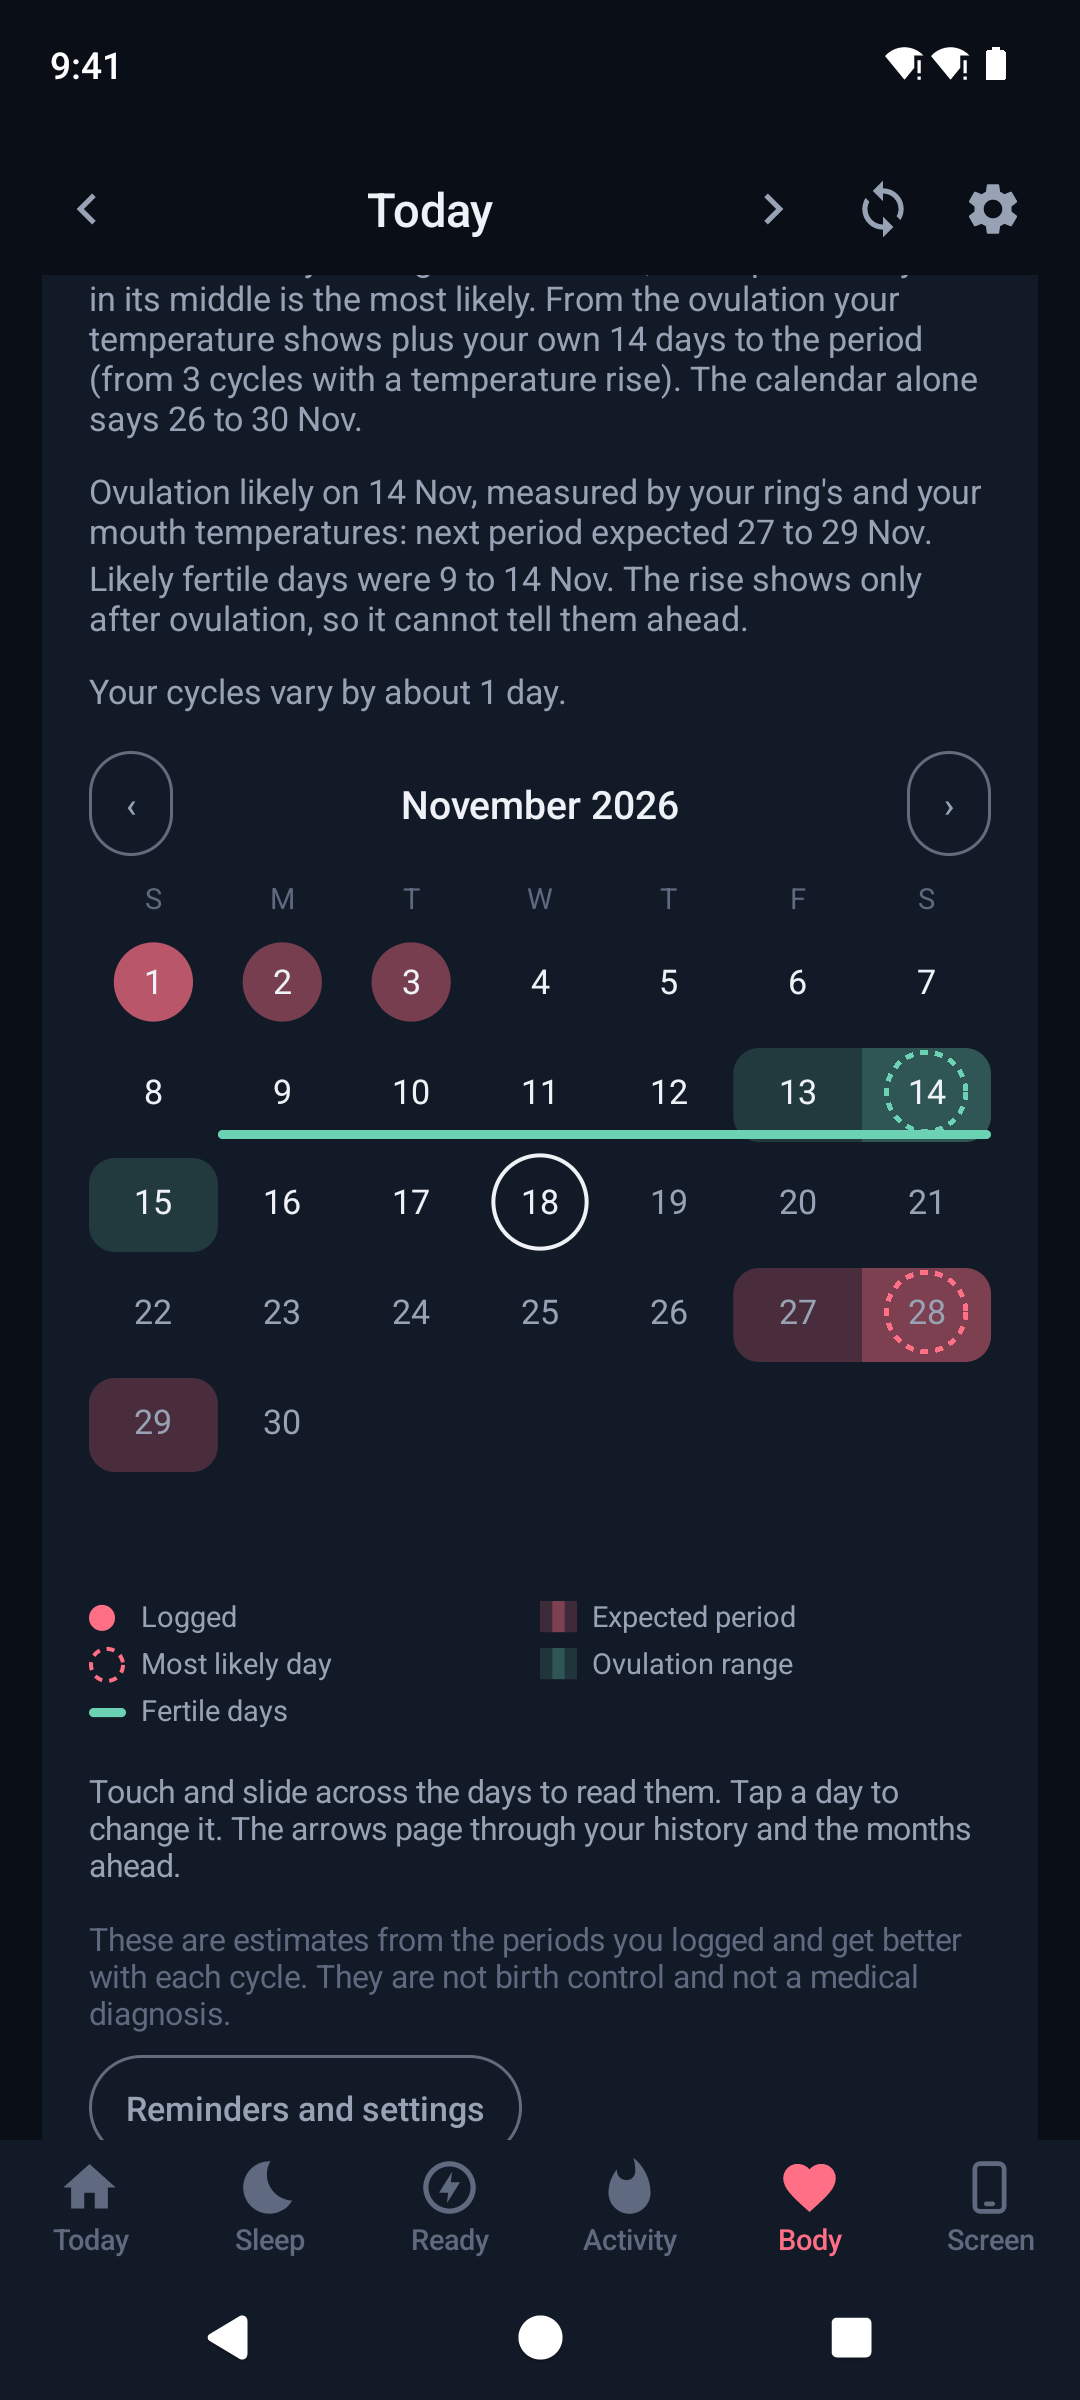 9:41
Today
in its middle is the most likely. From the ovulation your
temperature shows plus your own 14 days to the period
(from 3 cycles with a temperature rise). The calendar alone
says 26 to 30 Nov.
Ovulation likely on 14 Nov, measured by your ring's and your
mouth temperatures: next period expected 27 to 29 Nov.
Likely fertile days were 9 to 14 Nov. The rise shows only
after ovulation, so it cannot tell them ahead.
Your cycles vary by about 1 day.
‹ November 2026 ›
S M T W T F S
1 2 3 4 5 6 7
8 9 10 11 12 13 14
15 16 17 18 19 20 21
22 23 24 25 26 27 28
29 30
Logged Expected period
Most likely day Ovulation range
Fertile days
Touch and slide across the days to read them. Tap a day to
change it. The arrows page through your history and the months
ahead.
These are estimates from the periods you logged and get better
with each cycle. They are not birth control and not a medical
diagnosis.
Reminders and settings
Today Sleep Ready Activity Body Screen